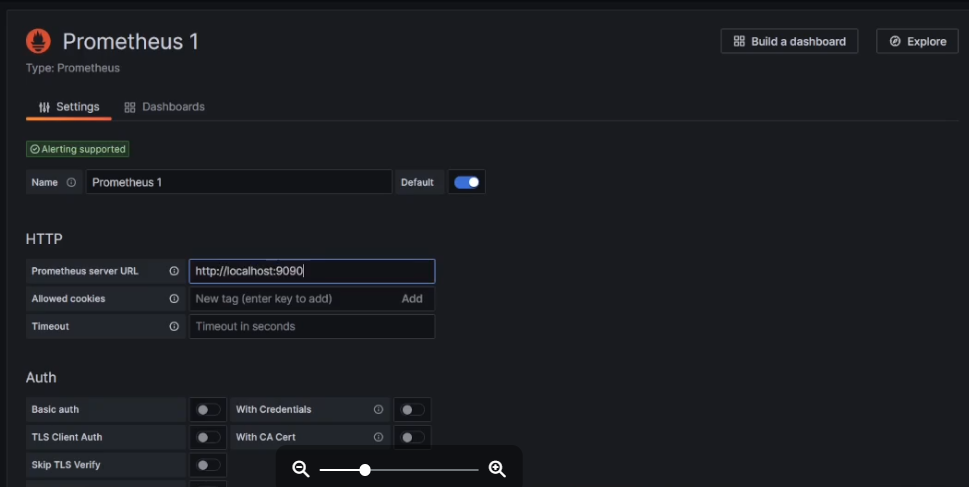 Prometheus 1
Build a dashboard
Explore
Type: Prometheus
Settings
Dashboards
Alerting supported
Name
Prometheus 1
Default
HTTP
Prometheus server URL
http://localhost:9090
Allowed cookies
New tag (enter key to add)
Add
Timeout
Timeout in seconds
Auth
Basic auth
With Credentials
TLS Client Auth
With CA Cert
Skip TLS Verify